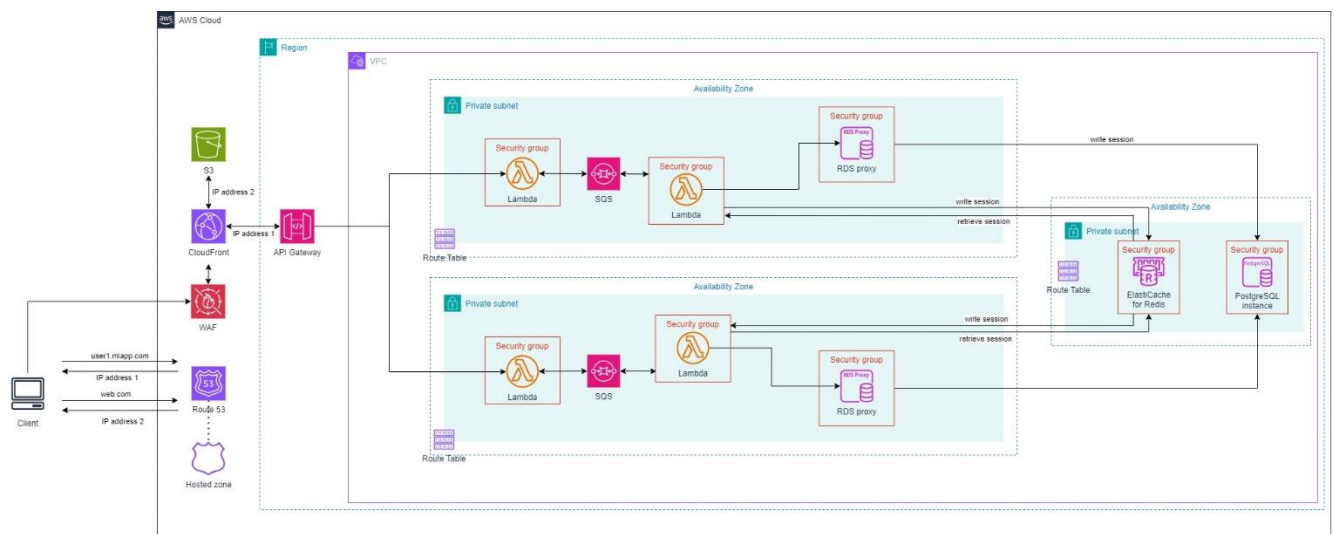 aws
AWS Cloud
Region
VPC
Availability Zone
Private subnet
Security group
Lambda
SQS
Security group
Lambda
Security group
RDS Proxy
RDS proxy
write session
write session
retrieve session
Route Table
S3
IP address 2
CloudFront
IP address 1
API Gateway
WAF
Availability Zone
Private subnet
Security group
Lambda
SQS
Security group
Lambda
Security group
RDS Proxy
RDS proxy
write session
retrieve session
Route Table
Availability Zone
Private subnet
Route Table
Security group
R
ElastiCache
for Redis
Security group
PostgreSQL
PostgreSQL
instance
Client
user1.miapp.com
IP address 1
web.com
IP address 2
53
Route 53
Hosted zone